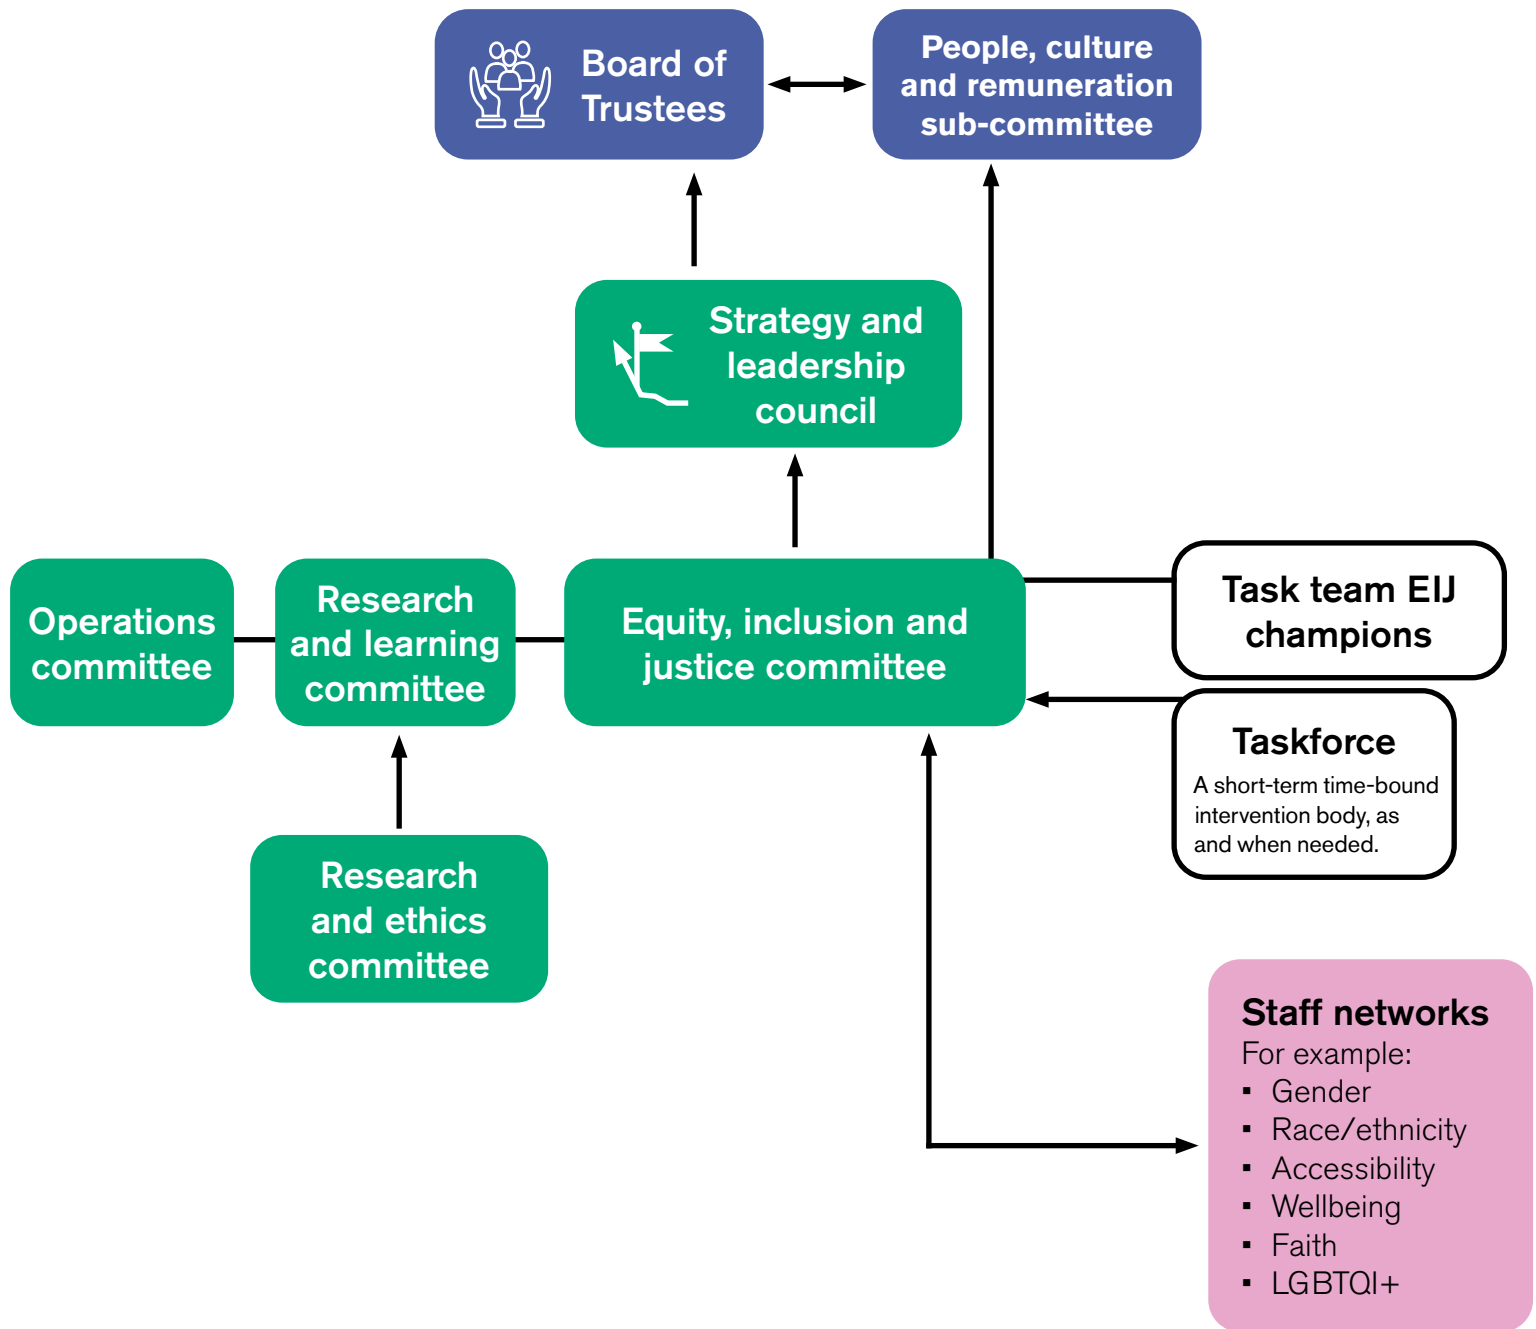 Board of
Trustees
People, culture
and remuneration
sub-committee
Strategy and
leadership
council
Operations
committee
Research
and learning
committee
Equity, inclusion and
justice committee
Task team EIJ
champions
Taskforce
A short-term time-bound
intervention body, as
and when needed.
Research
and ethics
committee
Staff networks
For example:
▪ Gender
▪ Race/ethnicity
▪ Accessibility
▪ Wellbeing
▪ Faith
▪ LGBTQI+